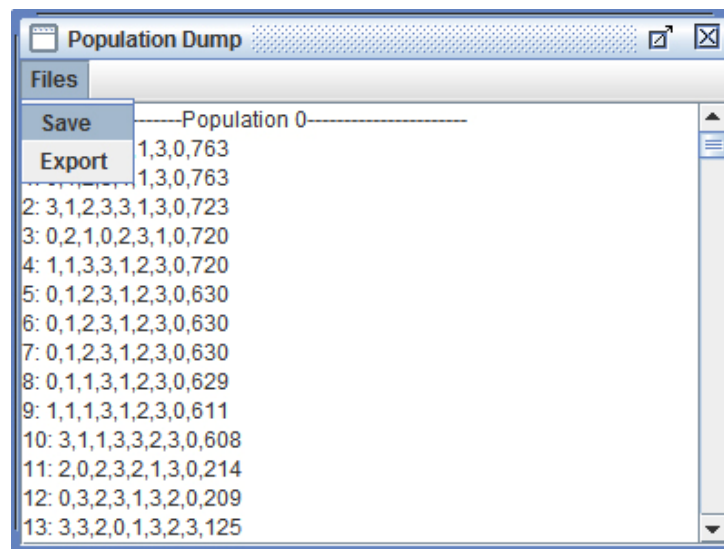 Population Dump
Files
Save
Export
------Population 0----------------------
1,3,0,763
1,3,0,763
2: 3,1,2,3,3,1,3,0,723
3: 0,2,1,0,2,3,1,0,720
4: 1,1,3,3,1,2,3,0,720
5: 0,1,2,3,1,2,3,0,630
6: 0,1,2,3,1,2,3,0,630
7: 0,1,2,3,1,2,3,0,630
8: 0,1,1,3,1,2,3,0,629
9: 1,1,1,3,1,2,3,0,611
10: 3,1,1,3,3,2,3,0,608
11: 2,0,2,3,2,1,3,0,214
12: 0,3,2,3,1,3,2,0,209
13: 3,3,2,0,1,3,2,3,125